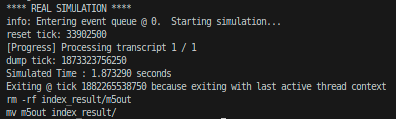 **** REAL SIMULATION ****
info: Entering event queue @ 0.  Starting simulation...
reset tick: 33902500
[Progress] Processing transcript 1 / 1
dump tick: 1873323756250
Simulated Time : 1.873290 seconds
Exiting @ tick 1882265538750 because exiting with last active thread context
rm -rf index_result/m5out
mv m5out index_result/